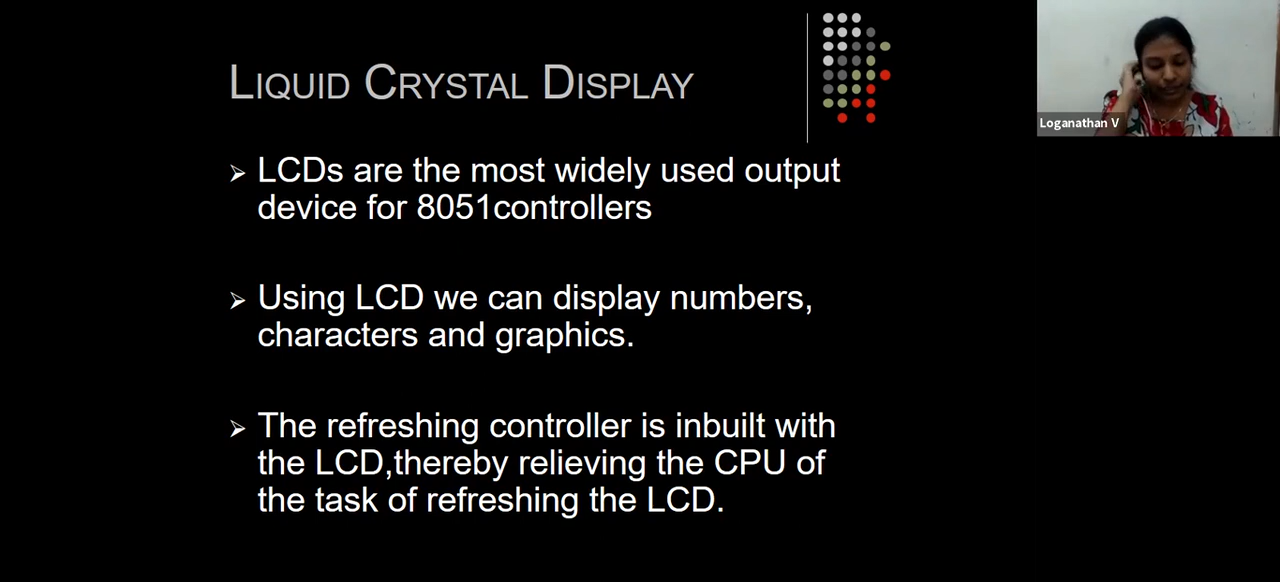 LIQUID CRYSTAL DISPLAY
Loganathan V
LCDs are the most widely used output
device for 8051controllers
Using LCD we can display numbers,
characters and graphics.
The refreshing controller is inbuilt with
the LCD,thereby relieving the CPU of
the task of refreshing the LCD.